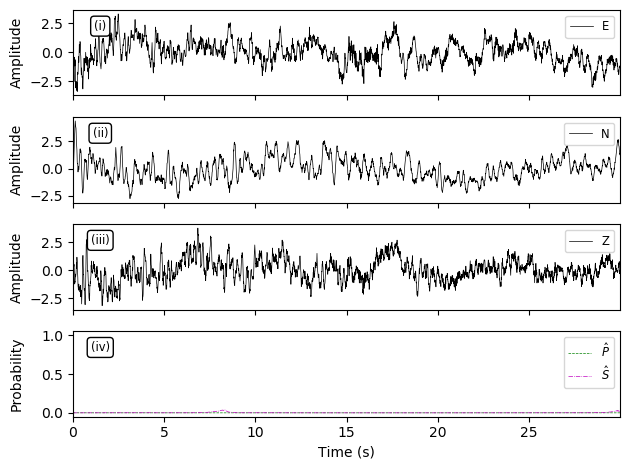 (i)
E
Amplitude
2.5
0.0
−2.5
(ii)
N
Amplitude
2.5
0.0
−2.5
(iii)
Z
Amplitude
2.5
0.0
−2.5
(iv)
P̂
Ŝ
Probability
1.0
0.5
0.0
0 5 10 15 20 25
Time (s)